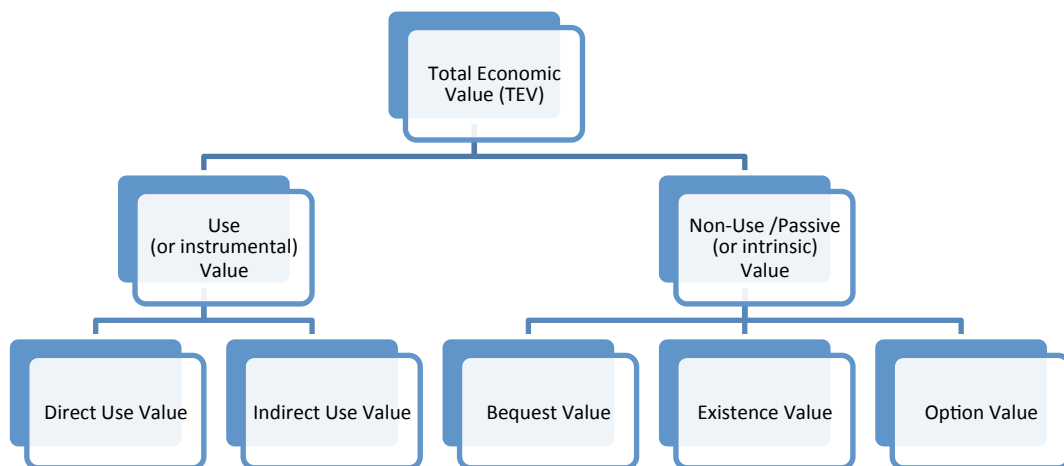 Total Economic
Value (TEV)
Use
(or instrumental)
Value
Non-Use /Passive
(or intrinsic)
Value
Direct Use Value
Indirect Use Value
Bequest Value
Existence Value
Option Value